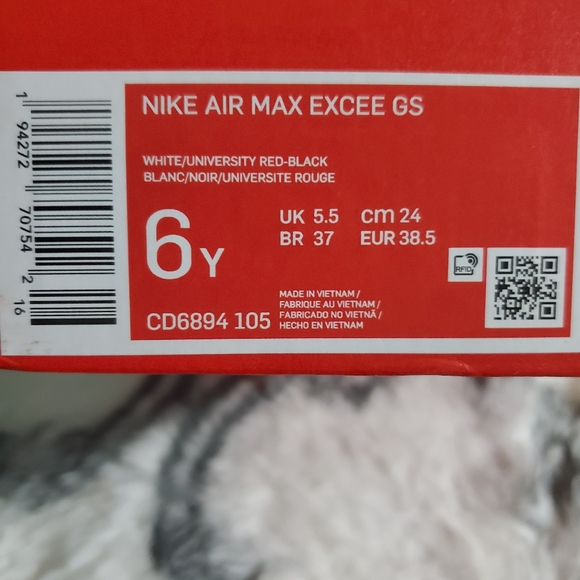 NIKE AIR MAX EXCEE GS
WHITE/UNIVERSITY RED-BLACK
BLANC/NOIR/UNIVERSITE ROUGE
6Y
UK 5.5 cm 24
BR 37 EUR 38.5
RFID
MADE IN VIETNAM /
FABRIQUE AU VIETNAM /
FABRICADO NO VIETNÃ /
HECHO EN VIETNAM
CD6894 105
1 94272 70754 2 16